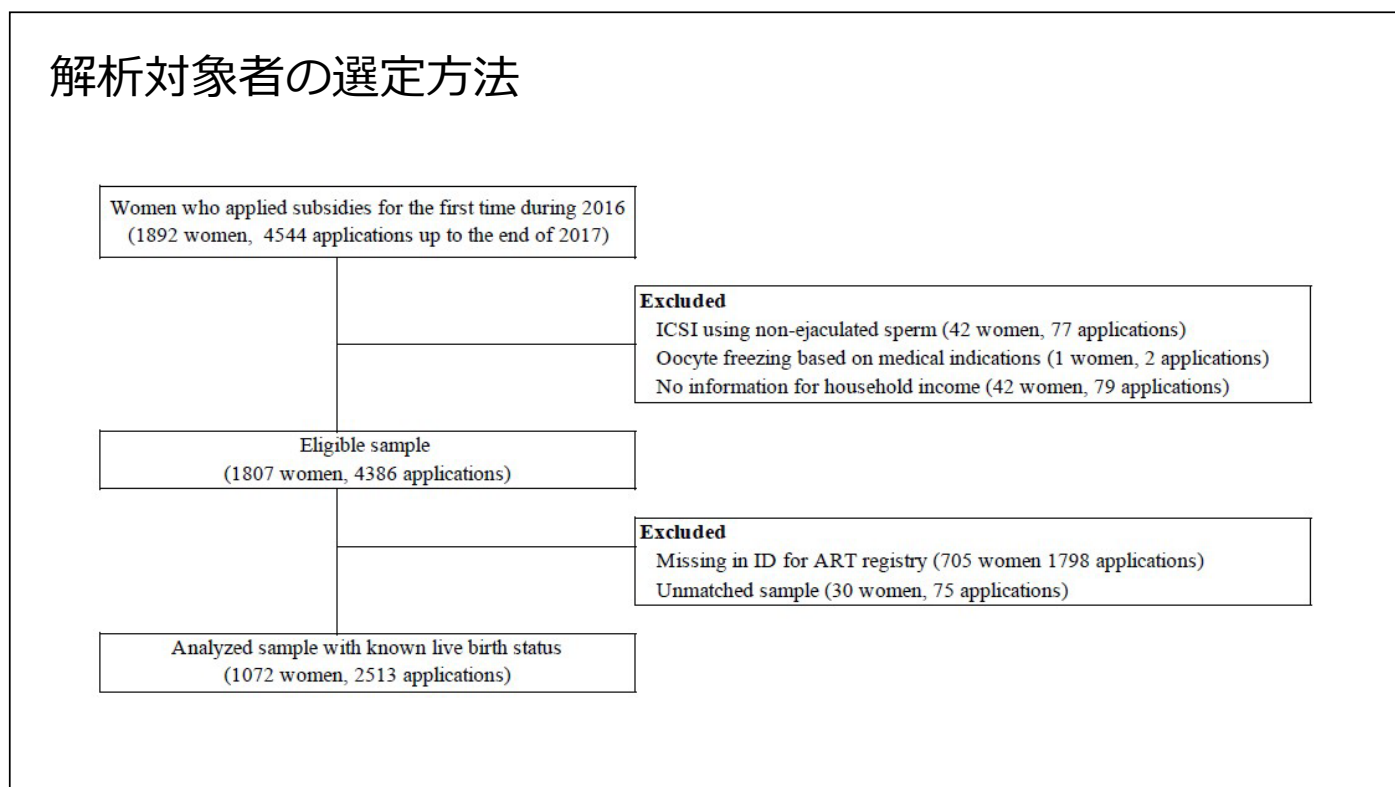 解析対象者の選定方法
Women who applied subsidies for the first time during 2016
(1892 women, 4544 applications up to the end of 2017)
Excluded
ICSI using non-ejaculated sperm (42 women, 77 applications)
Oocyte freezing based on medical indications (1 women, 2 applications)
No information for household income (42 women, 79 applications)
Eligible sample
(1807 women, 4386 applications)
Excluded
Missing in ID for ART registry (705 women 1798 applications)
Unmatched sample (30 women, 75 applications)
Analyzed sample with known live birth status
(1072 women, 2513 applications)